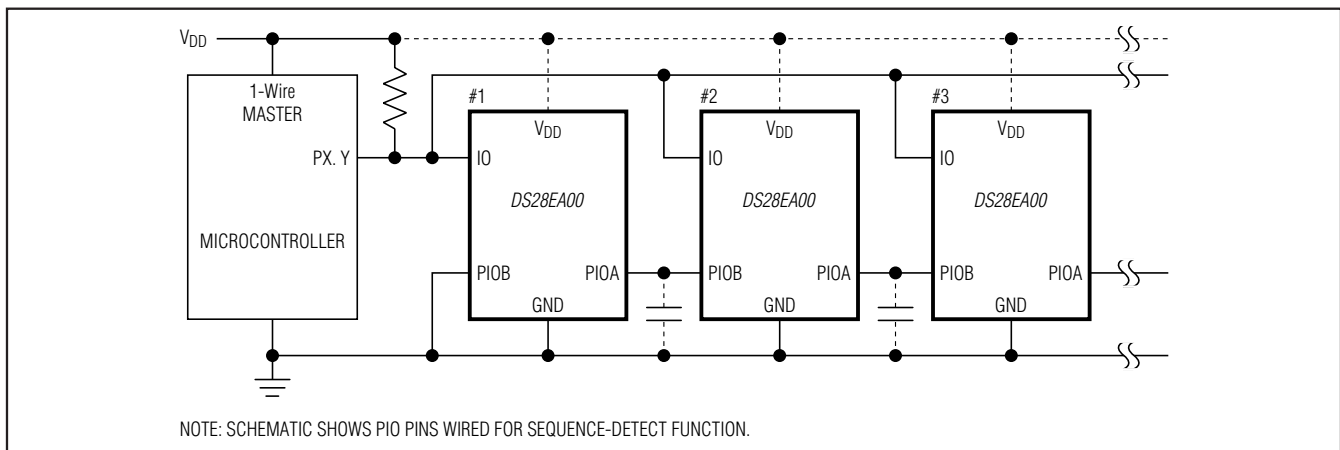 VDD
1-Wire
MASTER
PX. Y
MICROCONTROLLER
#1
VDD
IO
DS28EA00
PIOB
PIOA
GND
#2
VDD
IO
DS28EA00
PIOB
PIOA
GND
#3
VDD
IO
DS28EA00
PIOB
PIOA
GND
NOTE: SCHEMATIC SHOWS PIO PINS WIRED FOR SEQUENCE-DETECT FUNCTION.